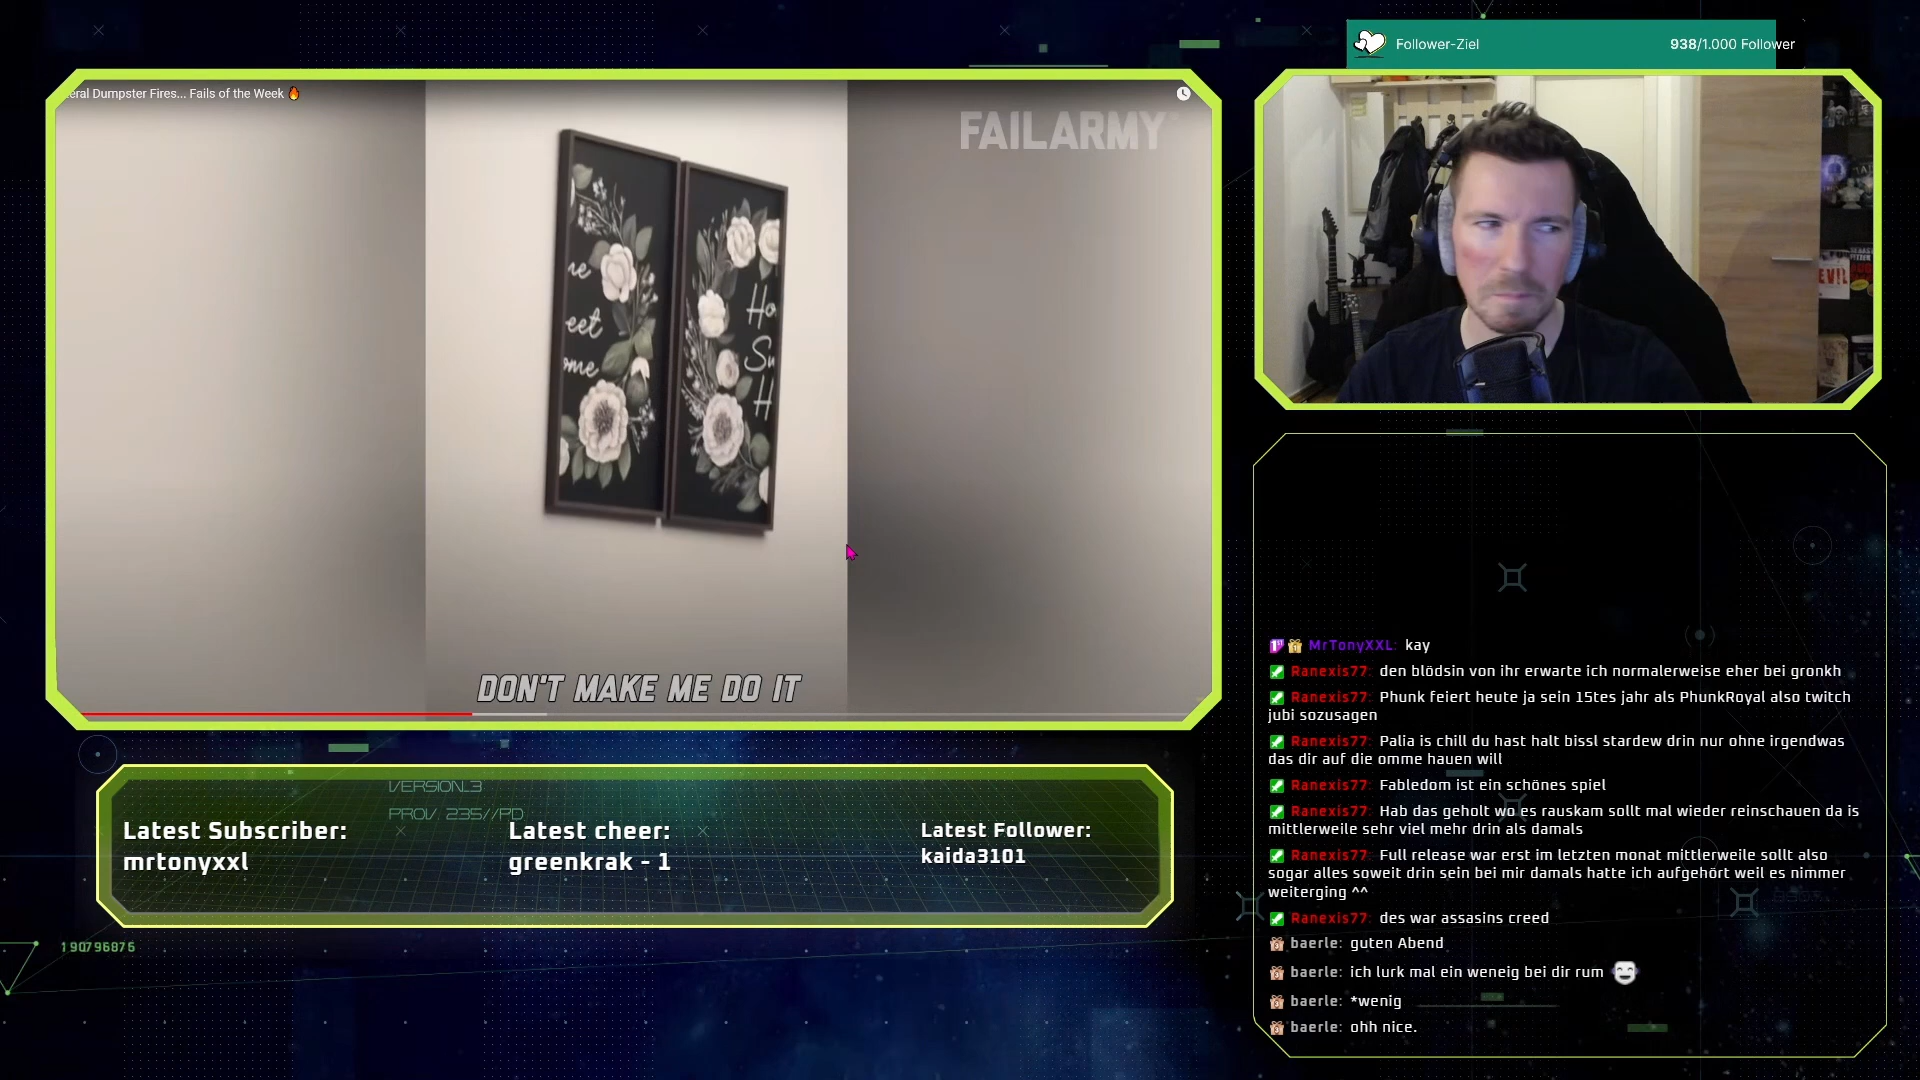 Follower-Ziel
938/1.000 Follower
eral Dumpster Fires... Fails of the Week 🔥
FAILARMY
Ho
eet
Su
ome
H
DON'T MAKE ME DO IT
EVIL
MrTonyXXL: kay
Ranexis77: den blödsin von ihr erwarte ich normalerweise eher bei gronkh
Ranexis77: Phunk feiert heute ja sein 15tes jahr als PhunkRoyal also twitch
jubi sozusagen
Ranexis77: Palia is chill du hast halt bissl stardew drin nur ohne irgendwas
das dir auf die omme hauen will
Ranexis77: Fabledom ist ein schönes spiel
Ranexis77: Hab das geholt wo es rauskam sollt mal wieder reinschauen da is
mittlerweile sehr viel mehr drin als damals
Ranexis77: Full release war erst im letzten monat mittlerweile sollt also
sogar alles soweit drin sein bei mir damals hatte ich aufgehört weil es nimmer
weiterging ^^
Ranexis77: des war assasins creed
baerle: guten Abend
baerle: ich lurk mal ein weneig bei dir rum
baerle: *wenig
baerle: ohh nice.
VERSION_3
PROV. 235//PD
Latest Subscriber:
mrtonyxxl
Latest cheer:
greenkrak - 1
Latest Follower:
kaida3101
190796875